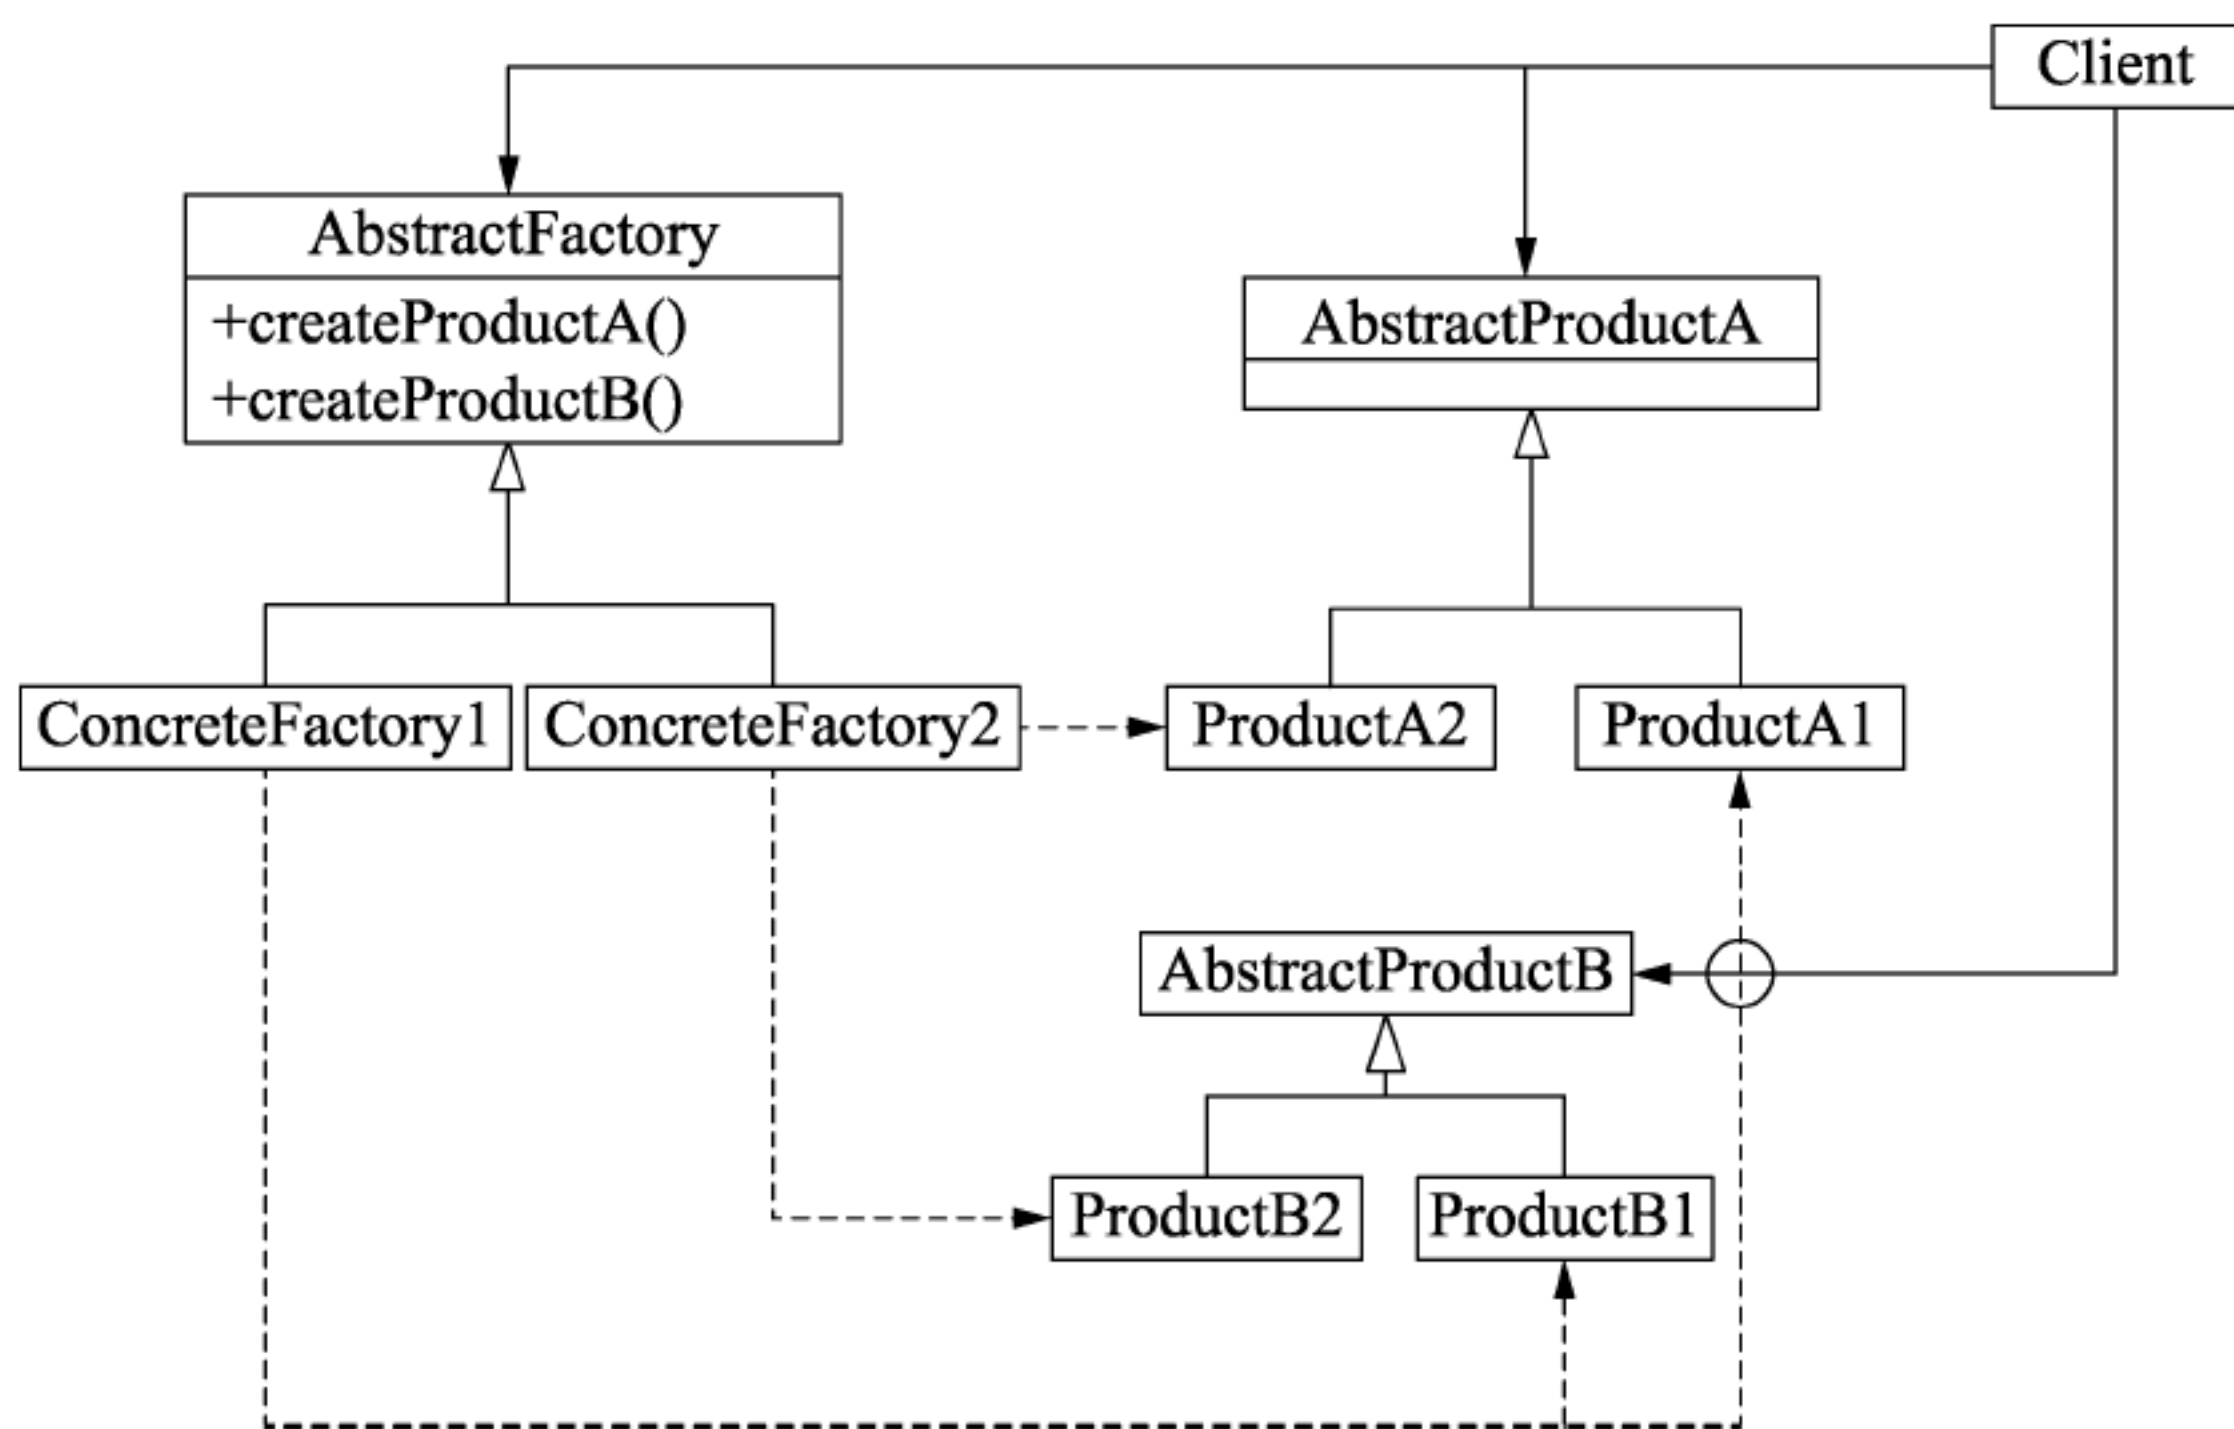 Client
AbstractFactory
+createProductA()
+createProductB()
AbstractProductA
ConcreteFactory1
ConcreteFactory2
ProductA2
ProductA1
AbstractProductB
ProductB2
ProductB1